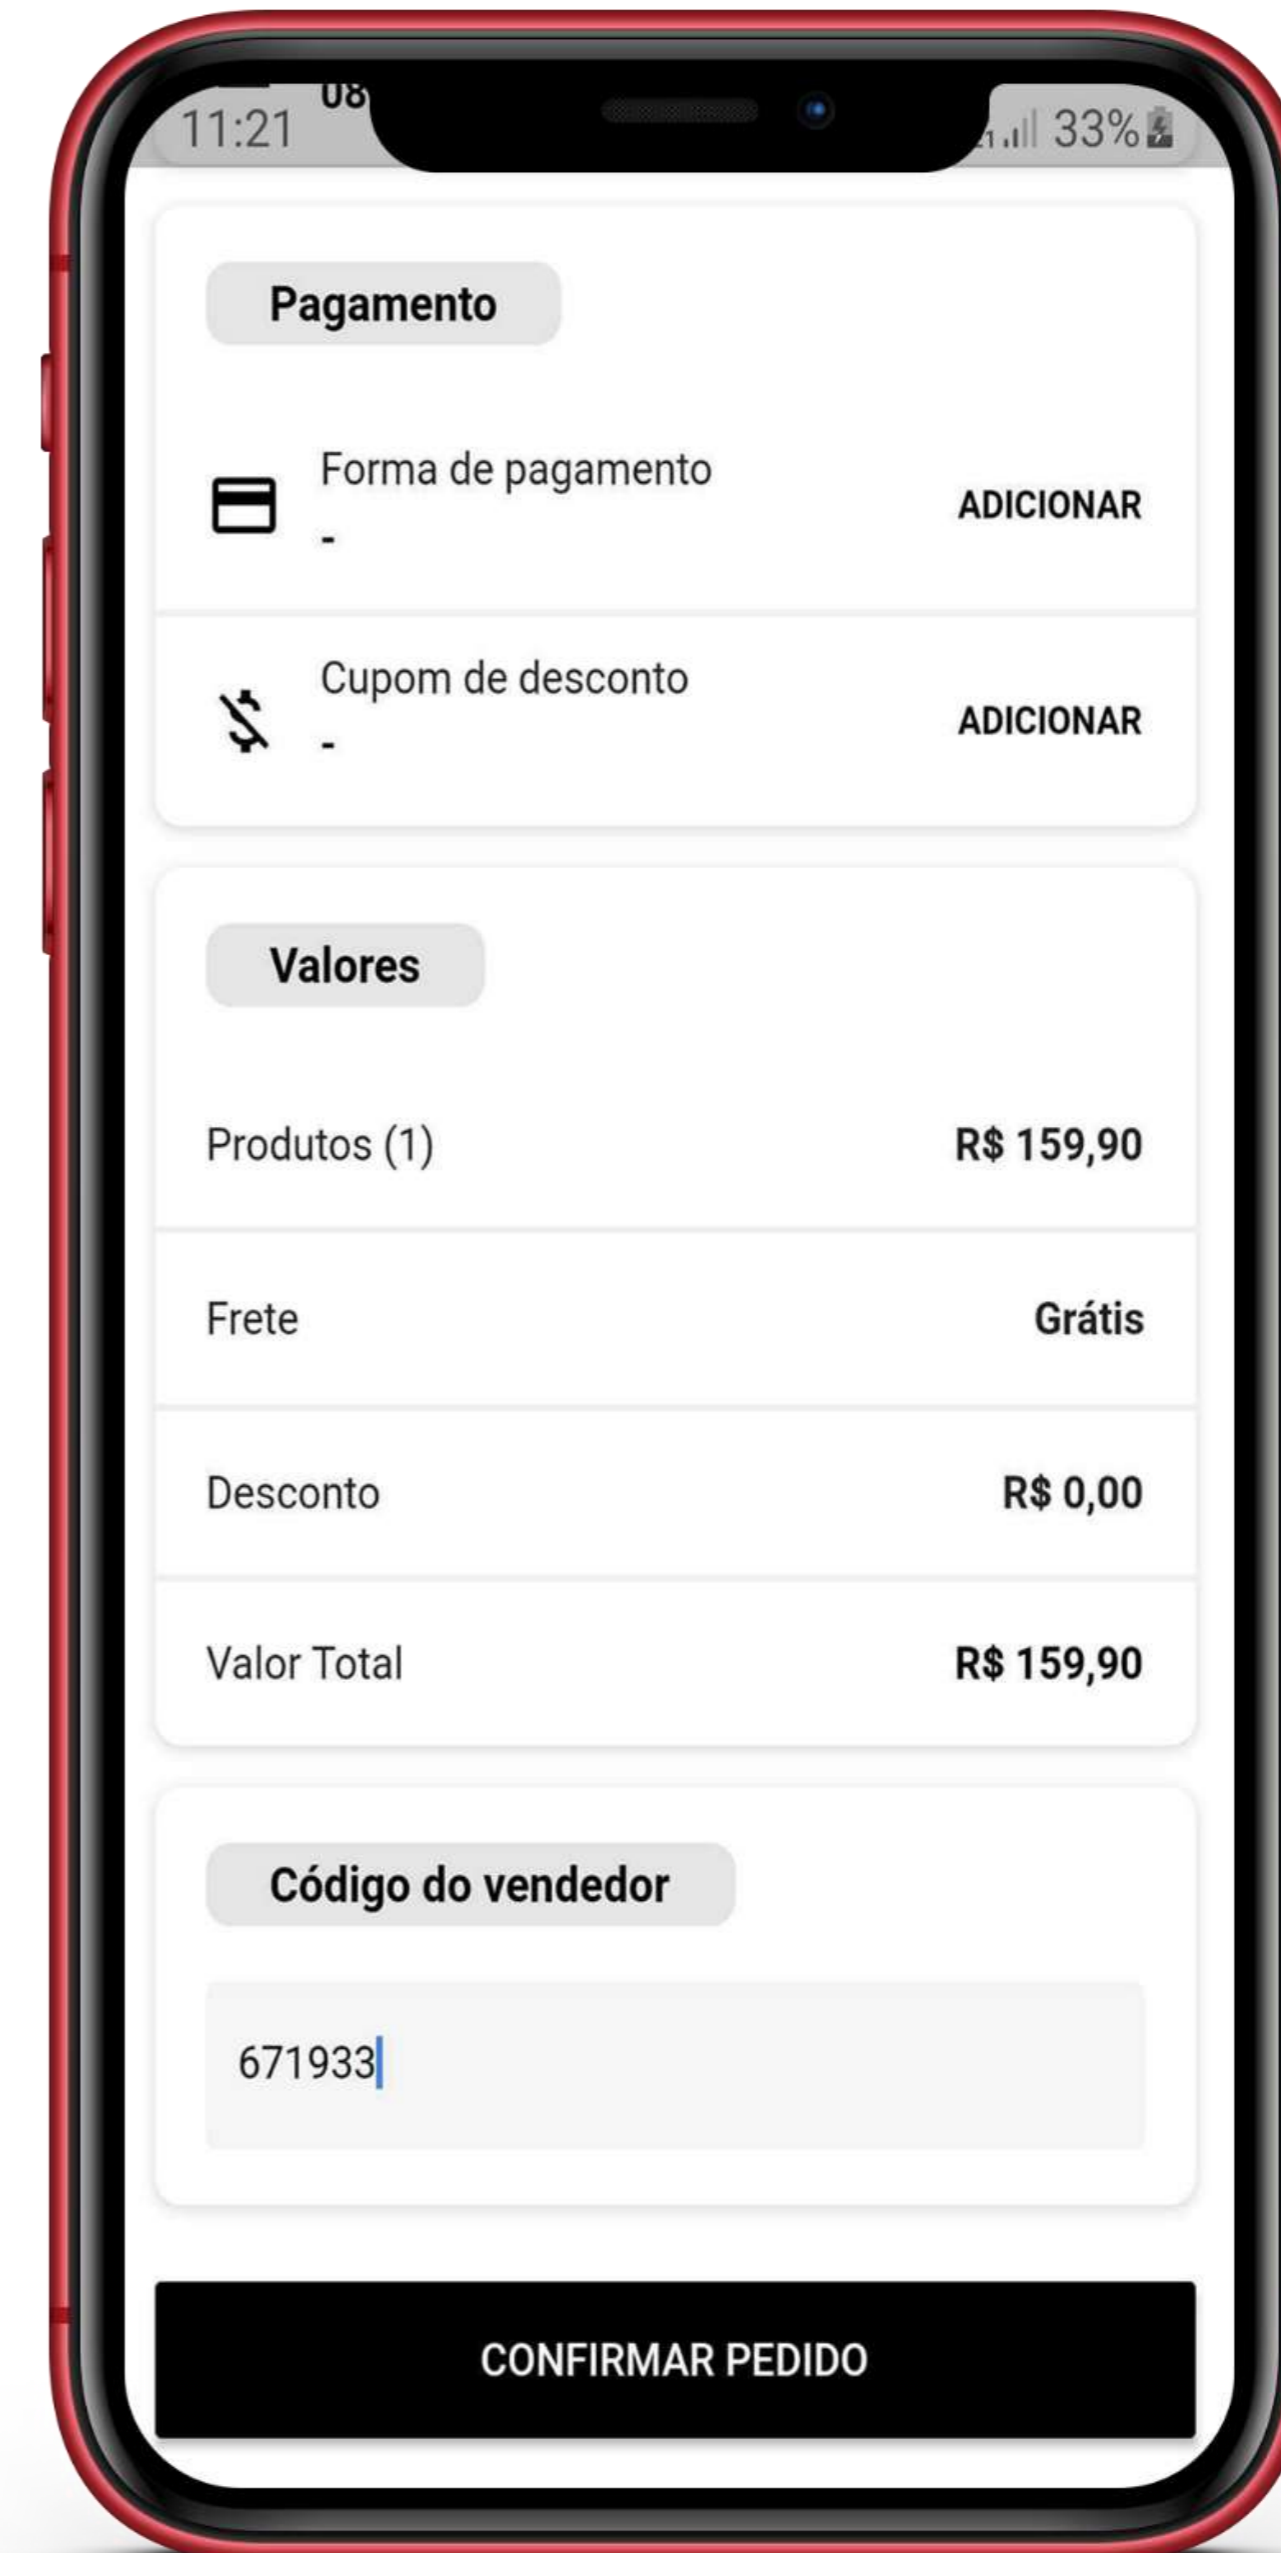 08
11:21
33%
Pagamento
Forma de pagamento
-
ADICIONAR
Cupom de desconto
-
ADICIONAR
Valores
Produtos (1) R$ 159,90
Frete Grátis
Desconto R$ 0,00
Valor Total R$ 159,90
Código do vendedor
671933
CONFIRMAR PEDIDO